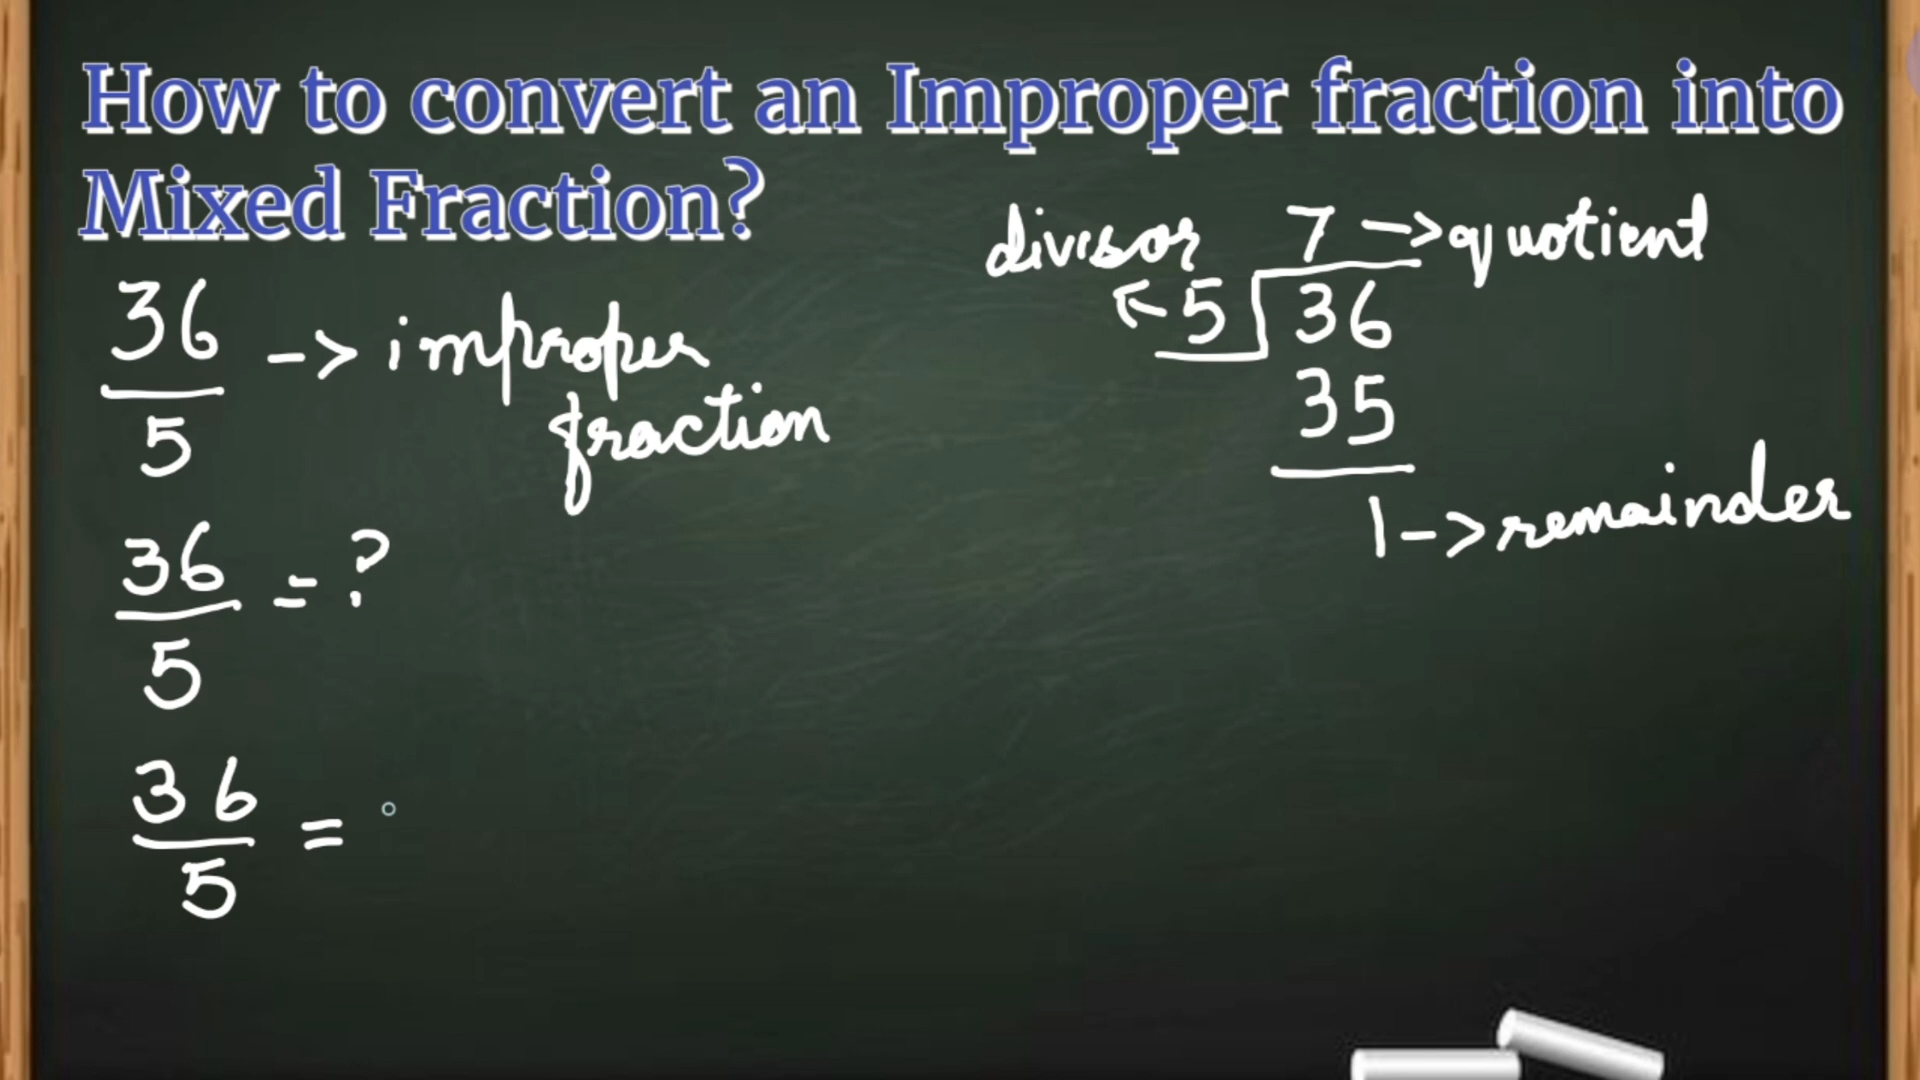 How to convert an Improper fraction into
Mixed Fraction?
36
5
-> improper
fraction
36
5
= ?
36
5
=
divisor
7 -> quotient
5
36
35
1 -> remainder